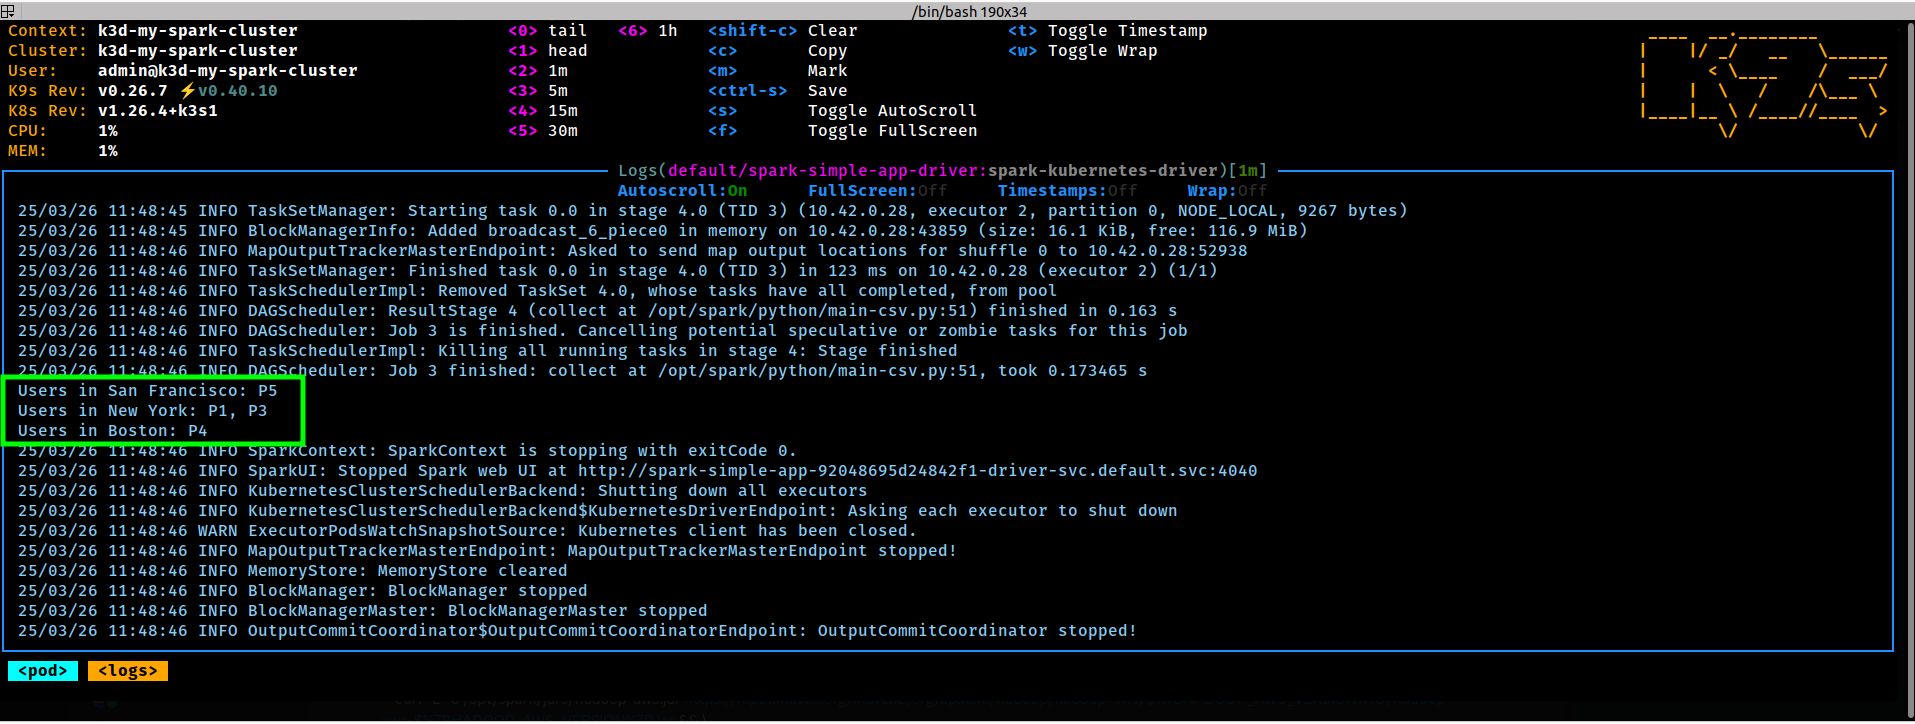 /bin/bash 190x34
Context: k3d-my-spark-cluster <0> tail <6> 1h <shift-c> Clear <t> Toggle Timestamp
Cluster: k3d-my-spark-cluster <1> head <c> Copy <w> Toggle Wrap
User: admin@k3d-my-spark-cluster <2> 1m <m> Mark
K9s Rev: v0.26.7 ⚡v0.40.10 <3> 5m <ctrl-s> Save
K8s Rev: v1.26.4+k3s1 <4> 15m <s> Toggle AutoScroll
CPU: 1% <5> 30m <f> Toggle FullScreen
MEM: 1%
K9s
Logs(default/spark-simple-app-driver:spark-kubernetes-driver)[1m]
Autoscroll:On FullScreen:Off Timestamps:Off Wrap:Off
25/03/26 11:48:45 INFO TaskSetManager: Starting task 0.0 in stage 4.0 (TID 3) (10.42.0.28, executor 2, partition 0, NODE_LOCAL, 9267 bytes)
25/03/26 11:48:45 INFO BlockManagerInfo: Added broadcast_6_piece0 in memory on 10.42.0.28:43859 (size: 16.1 KiB, free: 116.9 MiB)
25/03/26 11:48:46 INFO MapOutputTrackerMasterEndpoint: Asked to send map output locations for shuffle 0 to 10.42.0.28:52938
25/03/26 11:48:46 INFO TaskSetManager: Finished task 0.0 in stage 4.0 (TID 3) in 123 ms on 10.42.0.28 (executor 2) (1/1)
25/03/26 11:48:46 INFO TaskSchedulerImpl: Removed TaskSet 4.0, whose tasks have all completed, from pool
25/03/26 11:48:46 INFO DAGScheduler: ResultStage 4 (collect at /opt/spark/python/main-csv.py:51) finished in 0.163 s
25/03/26 11:48:46 INFO DAGScheduler: Job 3 is finished. Cancelling potential speculative or zombie tasks for this job
25/03/26 11:48:46 INFO TaskSchedulerImpl: Killing all running tasks in stage 4: Stage finished
25/03/26 11:48:46 INFO DAGScheduler: Job 3 finished: collect at /opt/spark/python/main-csv.py:51, took 0.173465 s
Users in San Francisco: P5
Users in New York: P1, P3
Users in Boston: P4
25/03/26 11:48:46 INFO SparkContext: SparkContext is stopping with exitCode 0.
25/03/26 11:48:46 INFO SparkUI: Stopped Spark web UI at http://spark-simple-app-92048695d24842f1-driver-svc.default.svc:4040
25/03/26 11:48:46 INFO KubernetesClusterSchedulerBackend: Shutting down all executors
25/03/26 11:48:46 INFO KubernetesClusterSchedulerBackend$KubernetesDriverEndpoint: Asking each executor to shut down
25/03/26 11:48:46 WARN ExecutorPodsWatchSnapshotSource: Kubernetes client has been closed.
25/03/26 11:48:46 INFO MapOutputTrackerMasterEndpoint: MapOutputTrackerMasterEndpoint stopped!
25/03/26 11:48:46 INFO MemoryStore: MemoryStore cleared
25/03/26 11:48:46 INFO BlockManager: BlockManager stopped
25/03/26 11:48:46 INFO BlockManagerMaster: BlockManagerMaster stopped
25/03/26 11:48:46 INFO OutputCommitCoordinator$OutputCommitCoordinatorEndpoint: OutputCommitCoordinator stopped!
<pod> <logs>